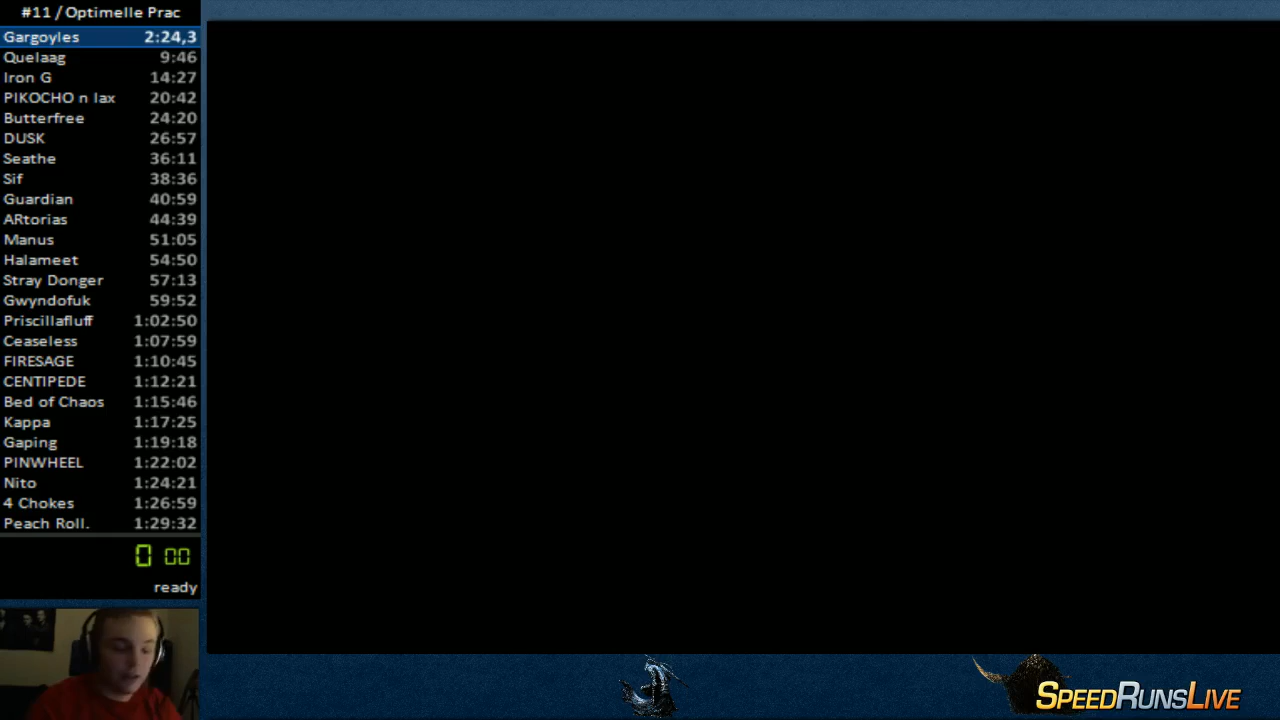 #11 / Optimelle Prac
Gargoyles 2:24,3
Quelaag 9:46
Iron G 14:27
PIKOCHO n lax 20:42
Butterfree 24:20
DUSK 26:57
Seathe 36:11
Sif 38:36
Guardian 40:59
ARtorias 44:39
Manus 51:05
Halameet 54:50
Stray Donger 57:13
Gwyndofuk 59:52
Priscillafluff 1:02:50
Ceaseless 1:07:59
FIRESAGE 1:10:45
CENTIPEDE 1:12:21
Bed of Chaos 1:15:46
Kappa 1:17:25
Gaping 1:19:18
PINWHEEL 1:22:02
Nito 1:24:21
4 Chokes 1:26:59
Peach Roll. 1:29:32
0 00
ready
SPEEDRUNSLIVE